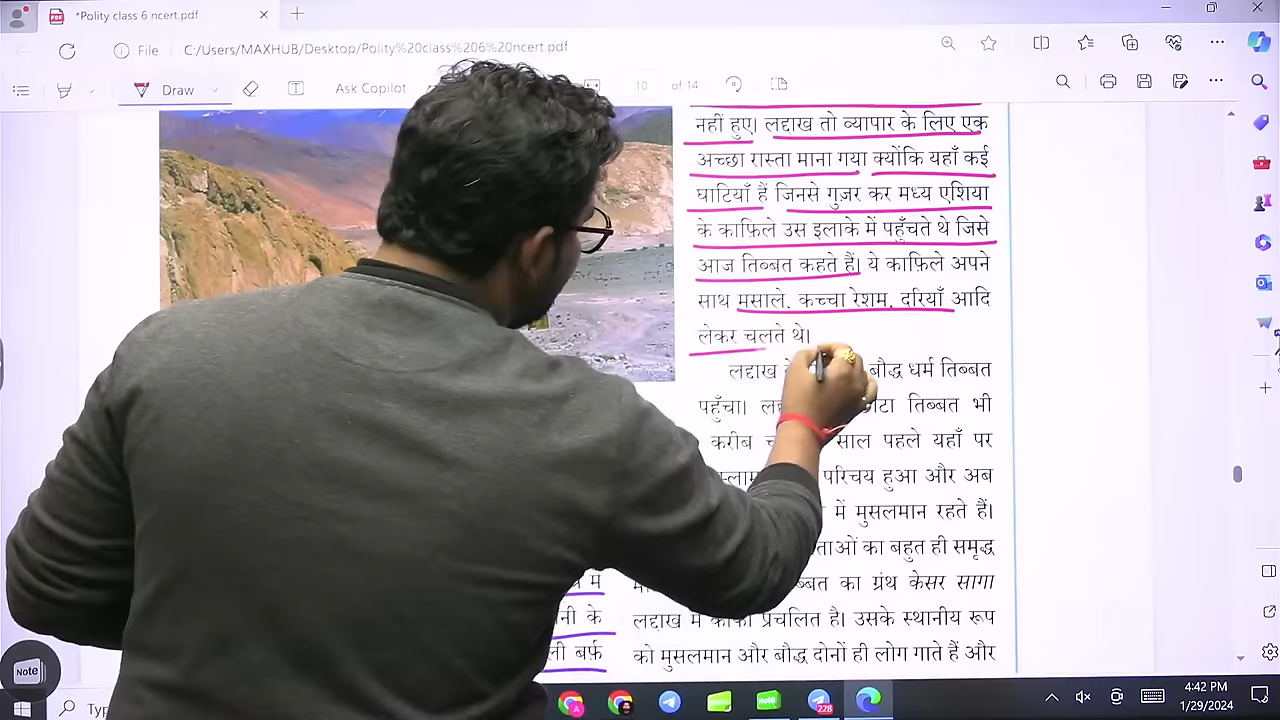 *Polity class 6 ncert.pdf
File
C:/Users/MAXHUB/Desktop/Polity%20class%206%20ncert.pdf
Draw
Ask Copilot
10 of 14
नहीं हुए। लद्दाख तो व्यापार के लिए एक
अच्छा रास्ता माना गया क्योंकि यहाँ कई
घाटियाँ हैं जिनसे गुज़र कर मध्य एशिया
के काफ़िले उस इलाके में पहुँचते थे जिसे
आज तिब्बत कहते हैं। ये काफ़िले अपने
साथ मसाले, कच्चा रेशम, दरियाँ आदि
लेकर चलते थे।
लद्दाख बौद्ध धर्म तिब्बत
पहुँचा। तिब्बत भी
करीब साल पहले यहाँ पर
परिचय हुआ और अब
में मुसलमान रहते हैं।
का बहुत ही समृद्ध
का ग्रंथ केसर सागा
लद्दाख में काफी प्रचलित है। उसके स्थानीय रूप
को मुसलमान और बौद्ध दोनों ही लोग गाते हैं और
के
बर्फ़
Note
Note
228
4:42 PM
1/29/2024